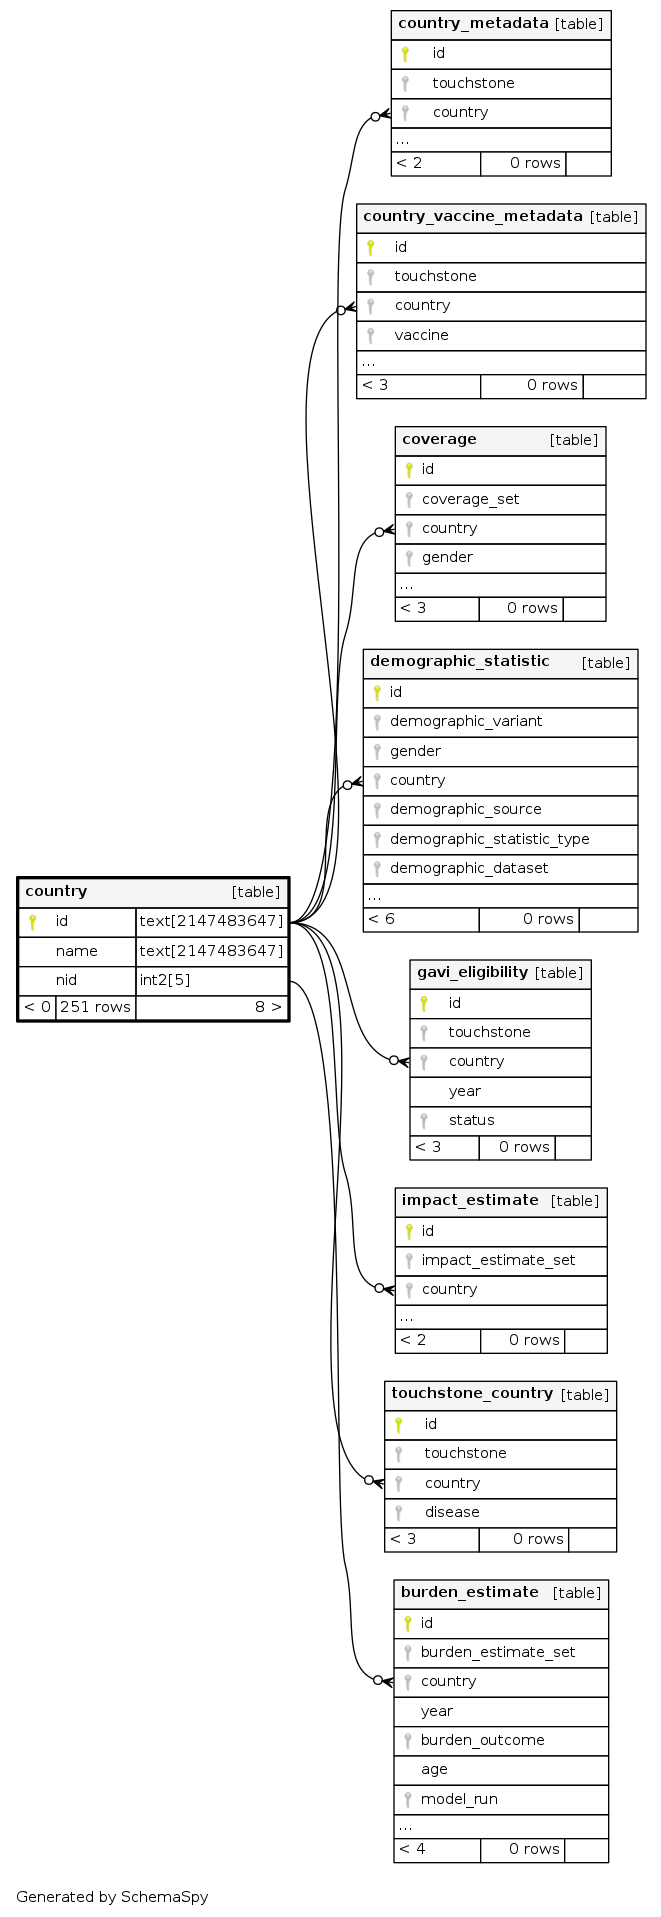 country_metadata [table]
id
touchstone
country
...
< 2 0 rows
country_vaccine_metadata [table]
id
touchstone
country
vaccine
...
< 3 0 rows
coverage [table]
id
coverage_set
country
gender
...
< 3 0 rows
demographic_statistic [table]
id
demographic_variant
gender
country
demographic_source
demographic_statistic_type
demographic_dataset
...
< 6 0 rows
country [table]
id text[2147483647]
name text[2147483647]
nid int2[5]
< 0 251 rows 8 >
gavi_eligibility [table]
id
touchstone
country
year
status
< 3 0 rows
impact_estimate [table]
id
impact_estimate_set
country
...
< 2 0 rows
touchstone_country [table]
id
touchstone
country
disease
< 3 0 rows
burden_estimate [table]
id
burden_estimate_set
country
year
burden_outcome
age
model_run
...
< 4 0 rows
Generated by SchemaSpy